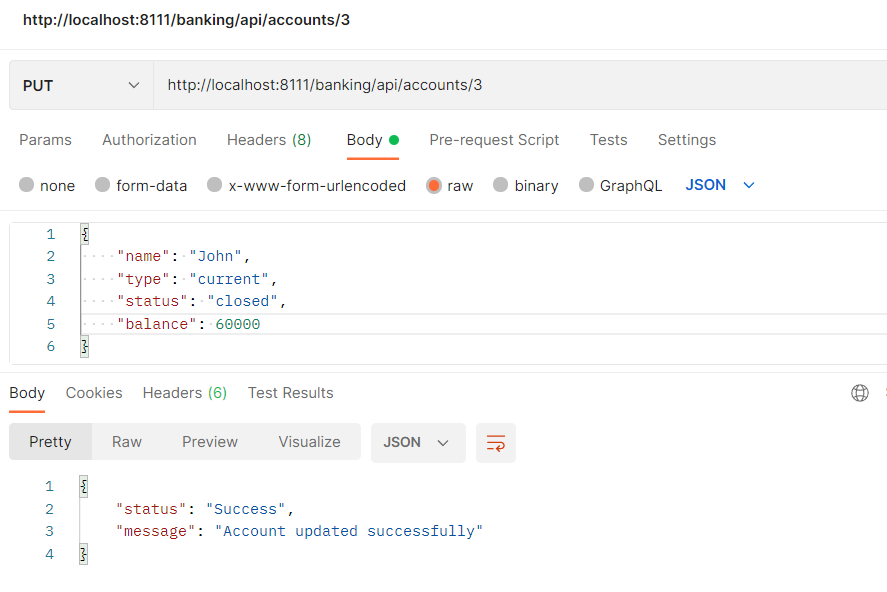 http://localhost:8111/banking/api/accounts/3
PUT http://localhost:8111/banking/api/accounts/3
Params Authorization Headers (8) Body Pre-request Script Tests Settings
none form-data x-www-form-urlencoded raw binary GraphQL JSON
1 {
2 "name": "John",
3 "type": "current",
4 "status": "closed",
5 "balance": 60000
6 }
Body Cookies Headers (6) Test Results
Pretty Raw Preview Visualize JSON
1 {
2 "status": "Success",
3 "message": "Account updated successfully"
4 }